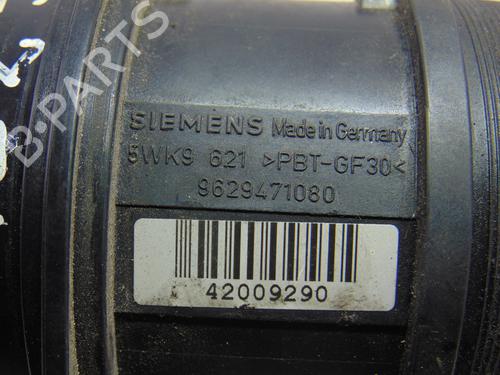 SIEMENS Made in Germany
5WK9 621 >PBT-GF30<
9629471080
42009290
B-PARTS